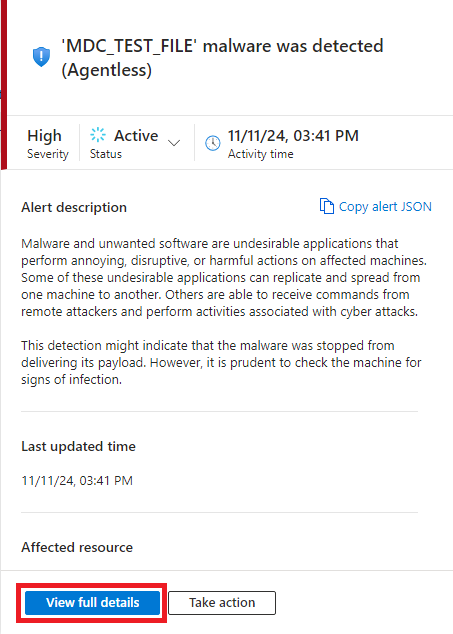 'MDC_TEST_FILE' malware was detected
(Agentless)
High
Severity
Active
Status
11/11/24, 03:41 PM
Activity time
Alert description
Copy alert JSON
Malware and unwanted software are undesirable applications that
perform annoying, disruptive, or harmful actions on affected machines.
Some of these undesirable applications can replicate and spread from
one machine to another. Others are able to receive commands from
remote attackers and perform activities associated with cyber attacks.
This detection might indicate that the malware was stopped from
delivering its payload. However, it is prudent to check the machine for
signs of infection.
Last updated time
11/11/24, 03:41 PM
Affected resource
View full details
Take action